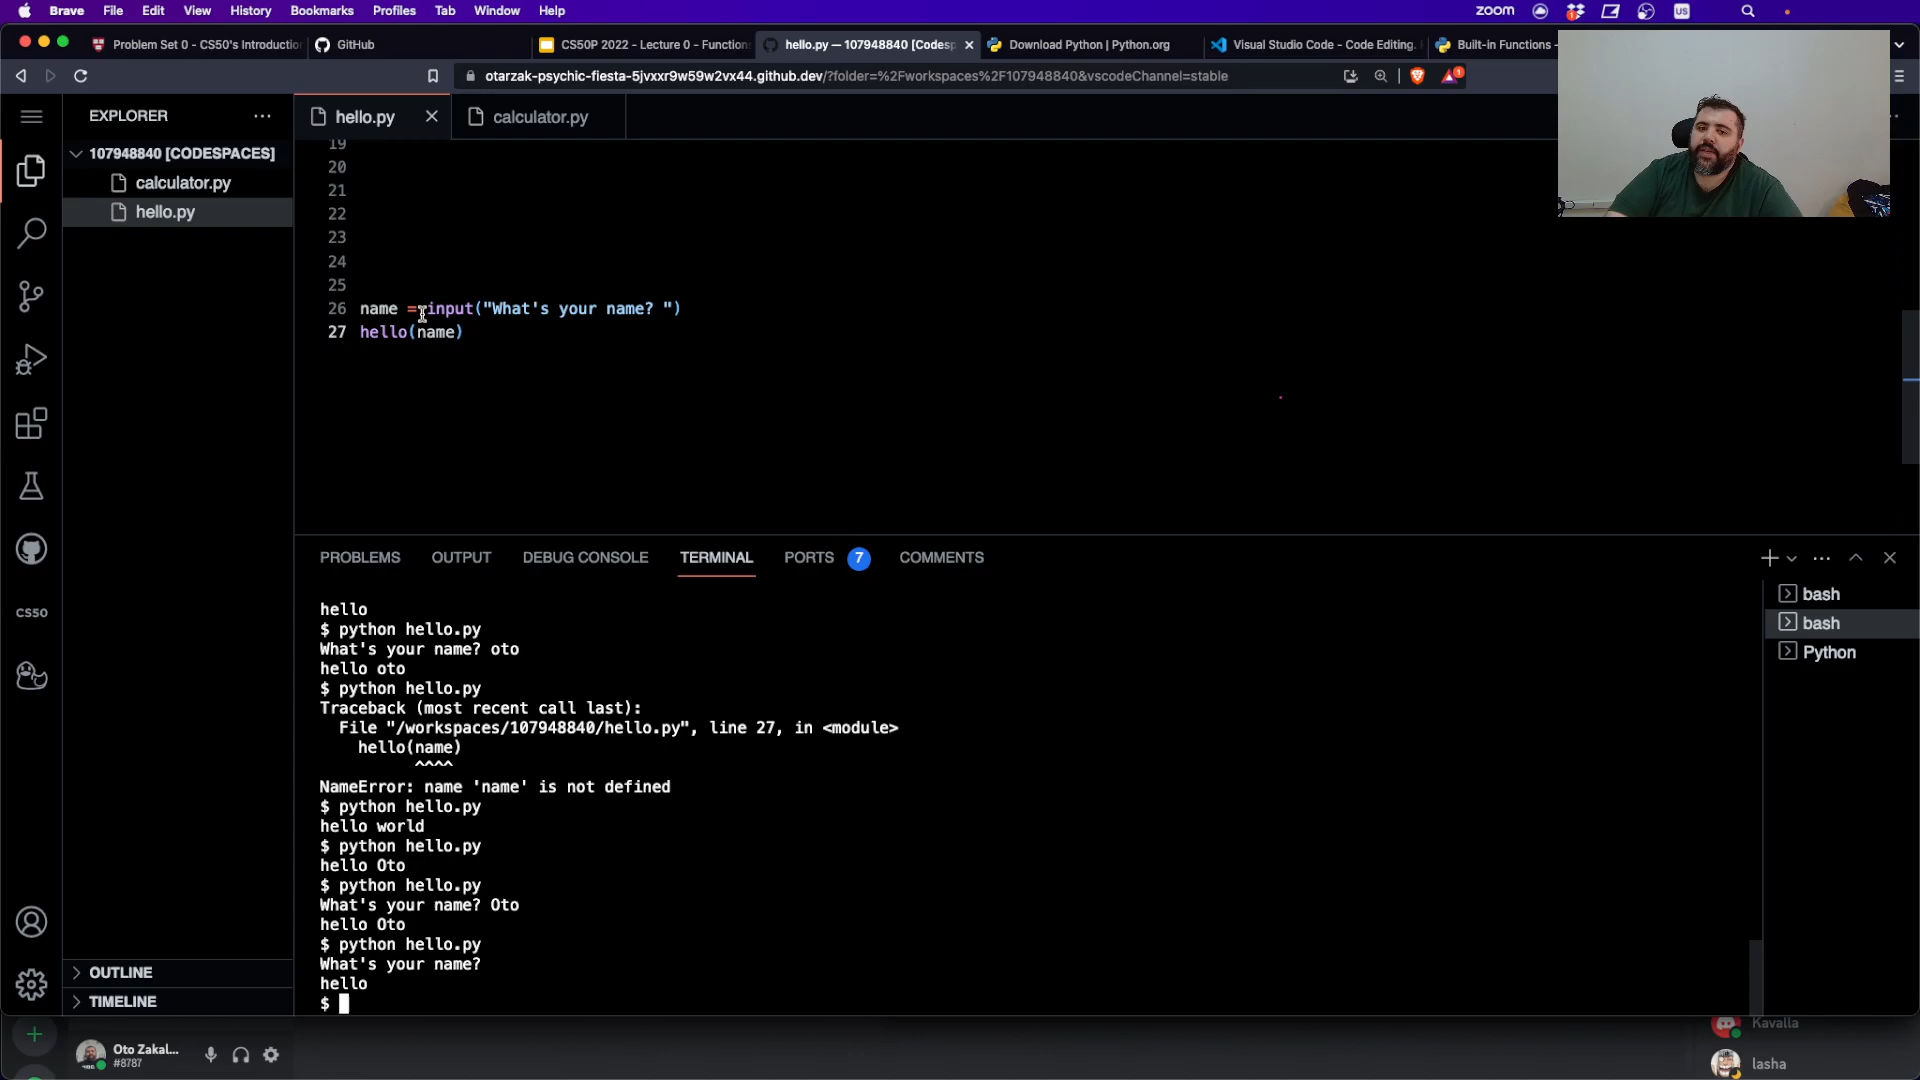 Brave File Edit View History Bookmarks Profiles Tab Window Help zoom US
Problem Set 0 - CS50's Introduction GitHub CS50P 2022 - Lecture 0 - Functions hello.py — 107948840 [Codesp Download Python | Python.org Visual Studio Code - Code Editing. Built-in Functions -
otarzak-psychic-fiesta-5jvxxr9w59w2vx44.github.dev/?folder=%2Fworkspaces%2F107948840&vscodeChannel=stable 1
EXPLORER
hello.py calculator.py
107948840 [CODESPACES]
calculator.py
hello.py
19
20
21
22
23
24
25
26 name = input("What's your name? ")
27 hello(name)
PROBLEMS OUTPUT DEBUG CONSOLE TERMINAL PORTS 7 COMMENTS
bash
bash
Python
hello
$ python hello.py
What's your name? oto
hello oto
$ python hello.py
Traceback (most recent call last):
File "/workspaces/107948840/hello.py", line 27, in <module>
hello(name)
^^^^
NameError: name 'name' is not defined
$ python hello.py
hello world
$ python hello.py
hello Oto
$ python hello.py
What's your name? Oto
hello Oto
$ python hello.py
What's your name?
hello
$
CS50
OUTLINE
TIMELINE
Oto Zakal...
#8787
Kavalla
lasha